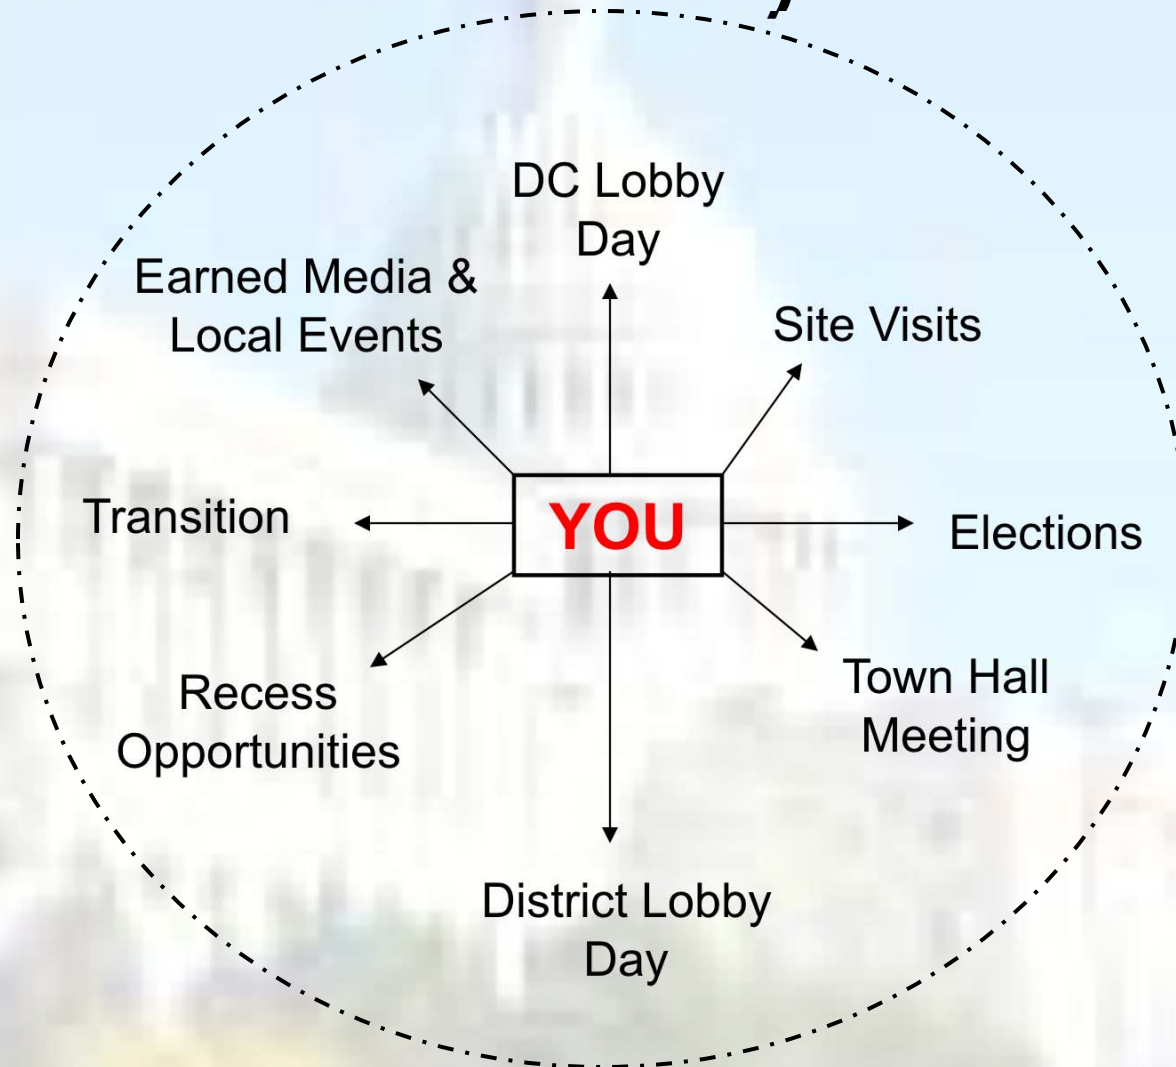 DC Lobby
Day
Earned Media &
Local Events
Site Visits
Transition
YOU
Elections
Recess
Opportunities
Town Hall
Meeting
District Lobby
Day